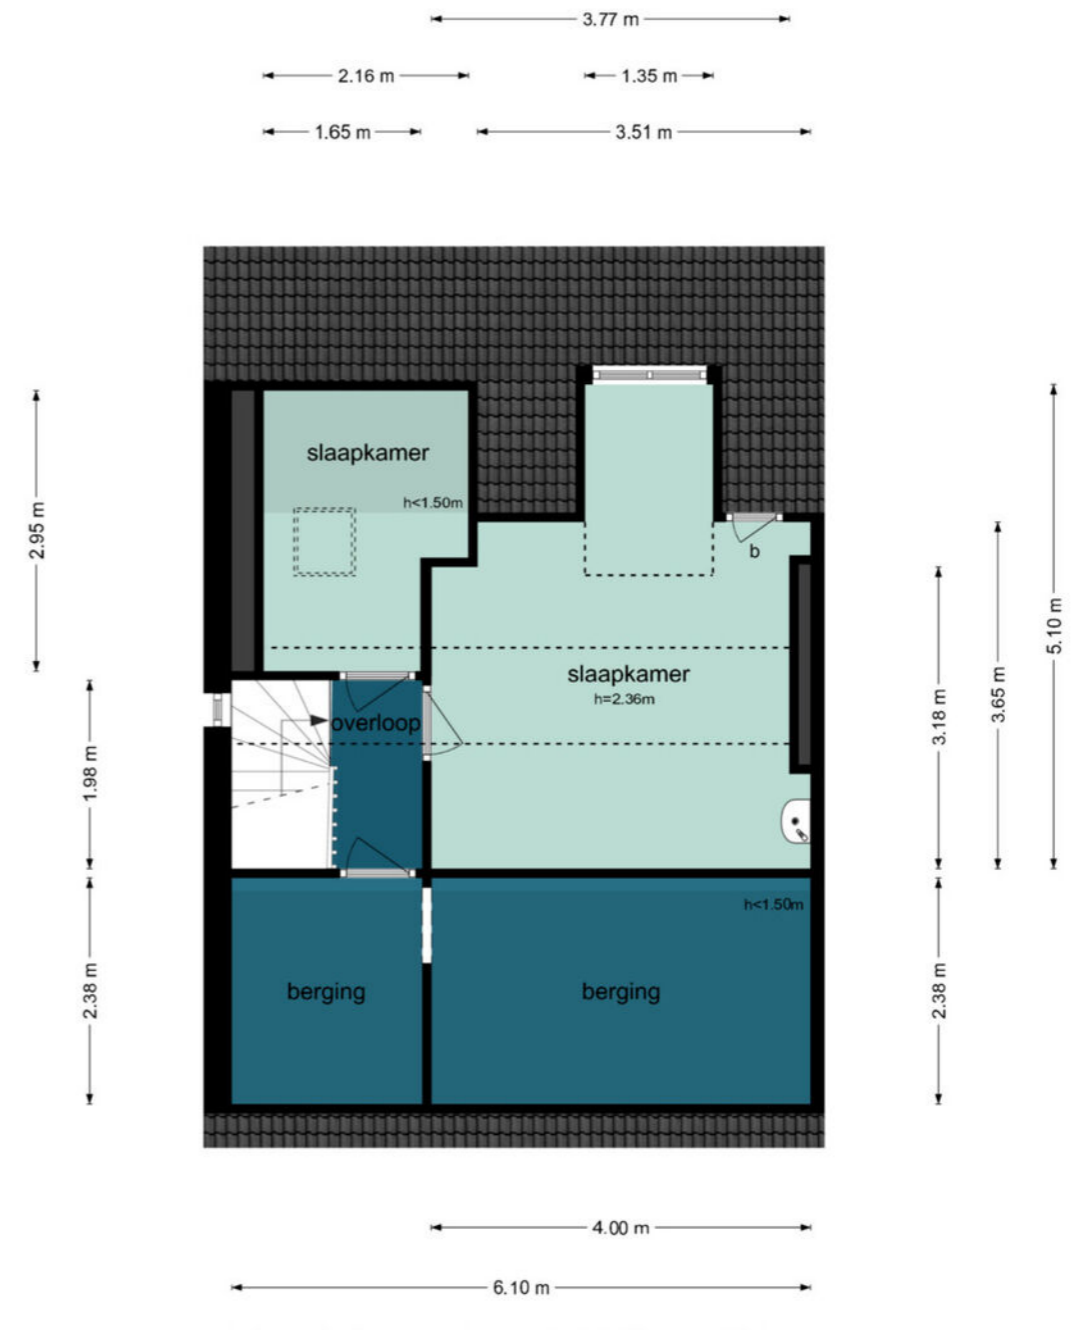 3.77 m
2.16 m
1.35 m
1.65 m
3.51 m
slaapkamer
h<1.50m
b
2.95 m
5.10 m
slaapkamer
h=2.36m
3.65 m
3.18 m
overloop
1.98 m
h<1.50m
berging
berging
2.38 m
2.38 m
4.00 m
6.10 m